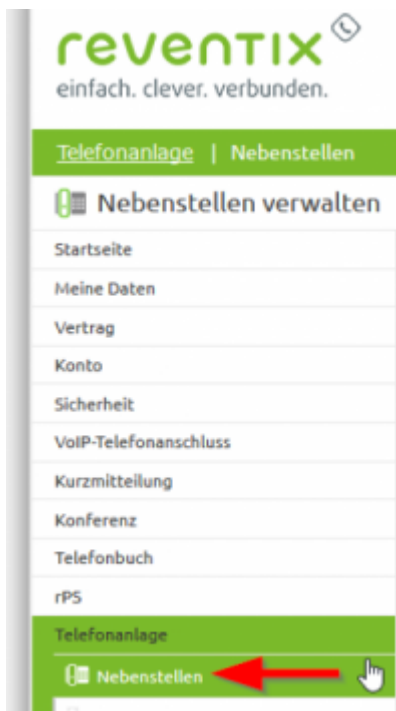 reventix®
einfach. clever. verbunden.
Telefonanlage | Nebenstellen
Nebenstellen verwalten
Startseite
Meine Daten
Vertrag
Konto
Sicherheit
VoIP-Telefonanschluss
Kurzmitteilung
Konferenz
Telefonbuch
rPS
Telefonanlage
Nebenstellen